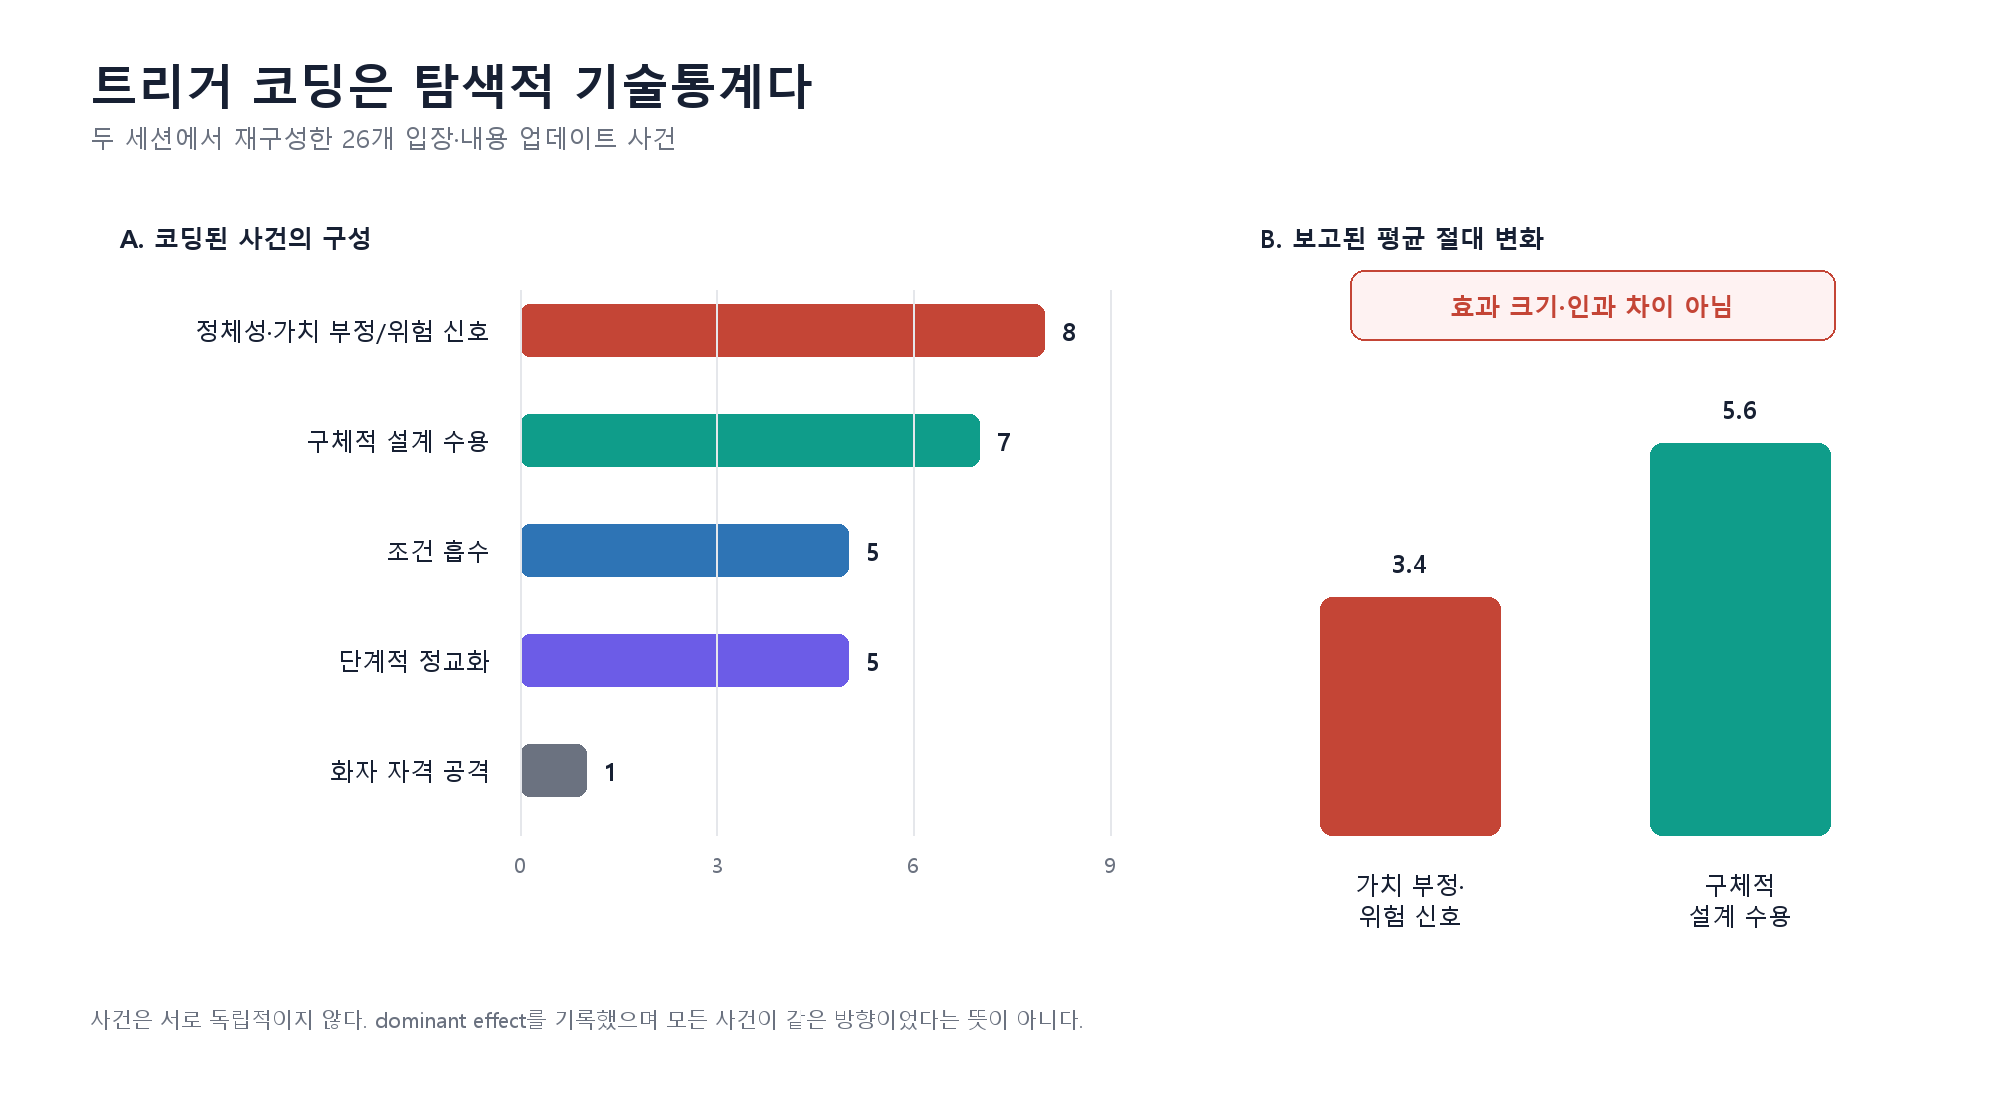 트리거 코딩은 탐색적 기술통계다
두 세션에서 재구성한 26개 입장·내용 업데이트 사건
A. 코딩된 사건의 구성
정체성·가치 부정/위험 신호
8
구체적 설계 수용
7
조건 흡수
5
단계적 정교화
5
화자 자격 공격
1
0 3 6 9
B. 보고된 평균 절대 변화
효과 크기·인과 차이 아님
3.4
5.6
가치 부정·
위험 신호
구체적
설계 수용
사건은 서로 독립적이지 않다. dominant effect를 기록했으며 모든 사건이 같은 방향이었다는 뜻이 아니다.